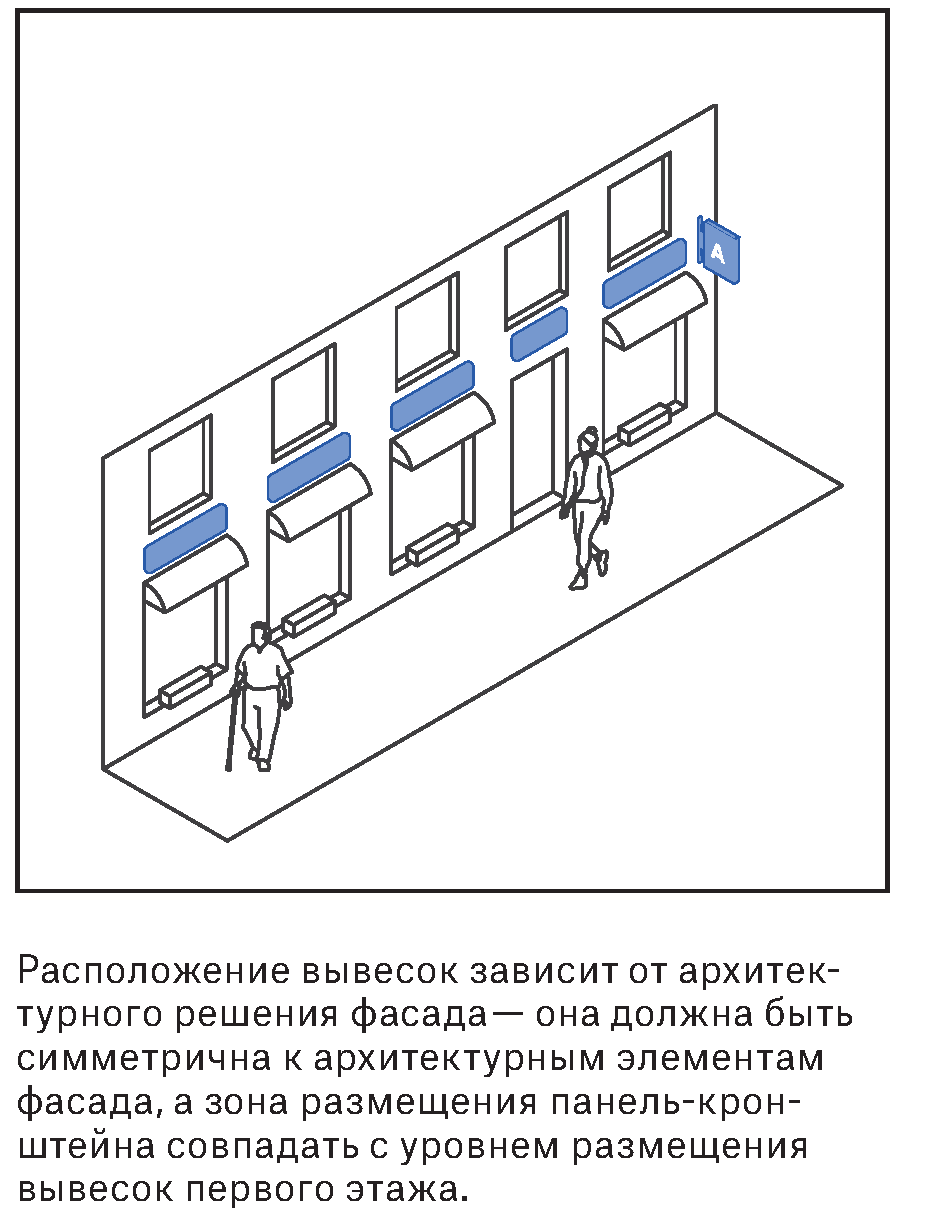 А
Расположение вывесок зависит от архитек-
турного решения фасада— она должна быть
симметрична к архитектурным элементам
фасада, а зона размещения панель-крон-
штейна совпадать с уровнем размещения
вывесок первого этажа.